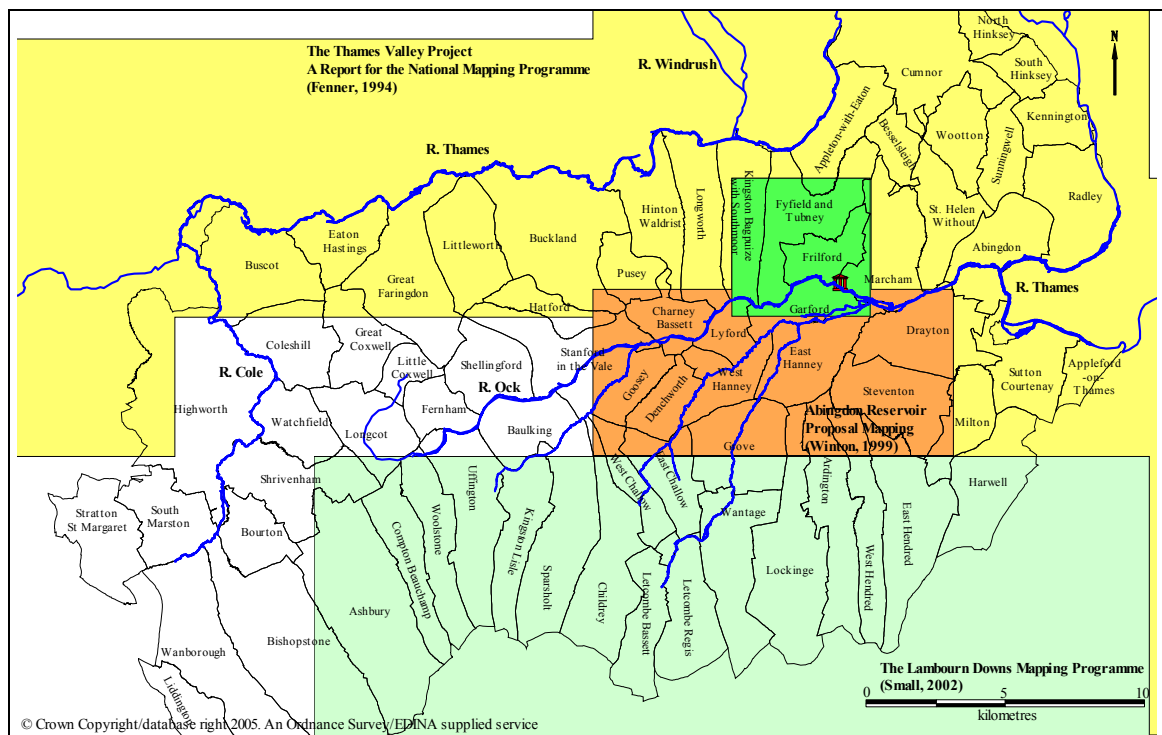 The Thames Valley Project
A Report for the National Mapping Programme
(Fenner, 1994)
R. Windrush
North
Hinksey
N
Cumnor
South
Hinksey
Kennington
Appleton-with-Eaton
Besselsleigh
Wootton
Sunningwell
R. Thames
Radley
Hinton
Waldrist
Longworth
Kingston Bagpuize
with Southmoor
Fyfield and
Tubney
St. Helen
Without
Eaton
Hastings
Littleworth
Buckland
Abingdon
Buscot
Frilford
Pusey
Marcham
Great
Faringdon
R. Thames
Hatford
Charney
Bassett
Garford
Lyford
Drayton
Coleshill
Great
Coxwell
Stanford
in the Vale
East
Hanney
Little
Coxwell
Shellingford
West
Hanney
Appleford
-on-
Thames
R. Cole
R. Ock
Goosey
Denchworth
Sutton
Courtenay
Highworth
Fernham
Steventon
Watchfield
Abingdon Reservoir
Proposal Mapping
(Winton, 1999)
Milton
Longcot
Baulking
Grove
Shrivenham
Uffington
West Challow
East Challow
Ardington
Harwell
Stratton
St Margaret
South
Marston
Bourton
Woolstone
Kingston Lisle
Wantage
East Hendred
Compton Beauchamp
Lockinge
West Hendred
Ashbury
Sparsholt
Childrey
Letcombe Bassett
Letcombe Regis
Bishopstone
Wanborough
Liddington
The Lambourn Downs Mapping Programme
(Small, 2002)
0 5 10
kilometres
© Crown Copyright/database right 2005. An Ordnance Survey/EDINA supplied service